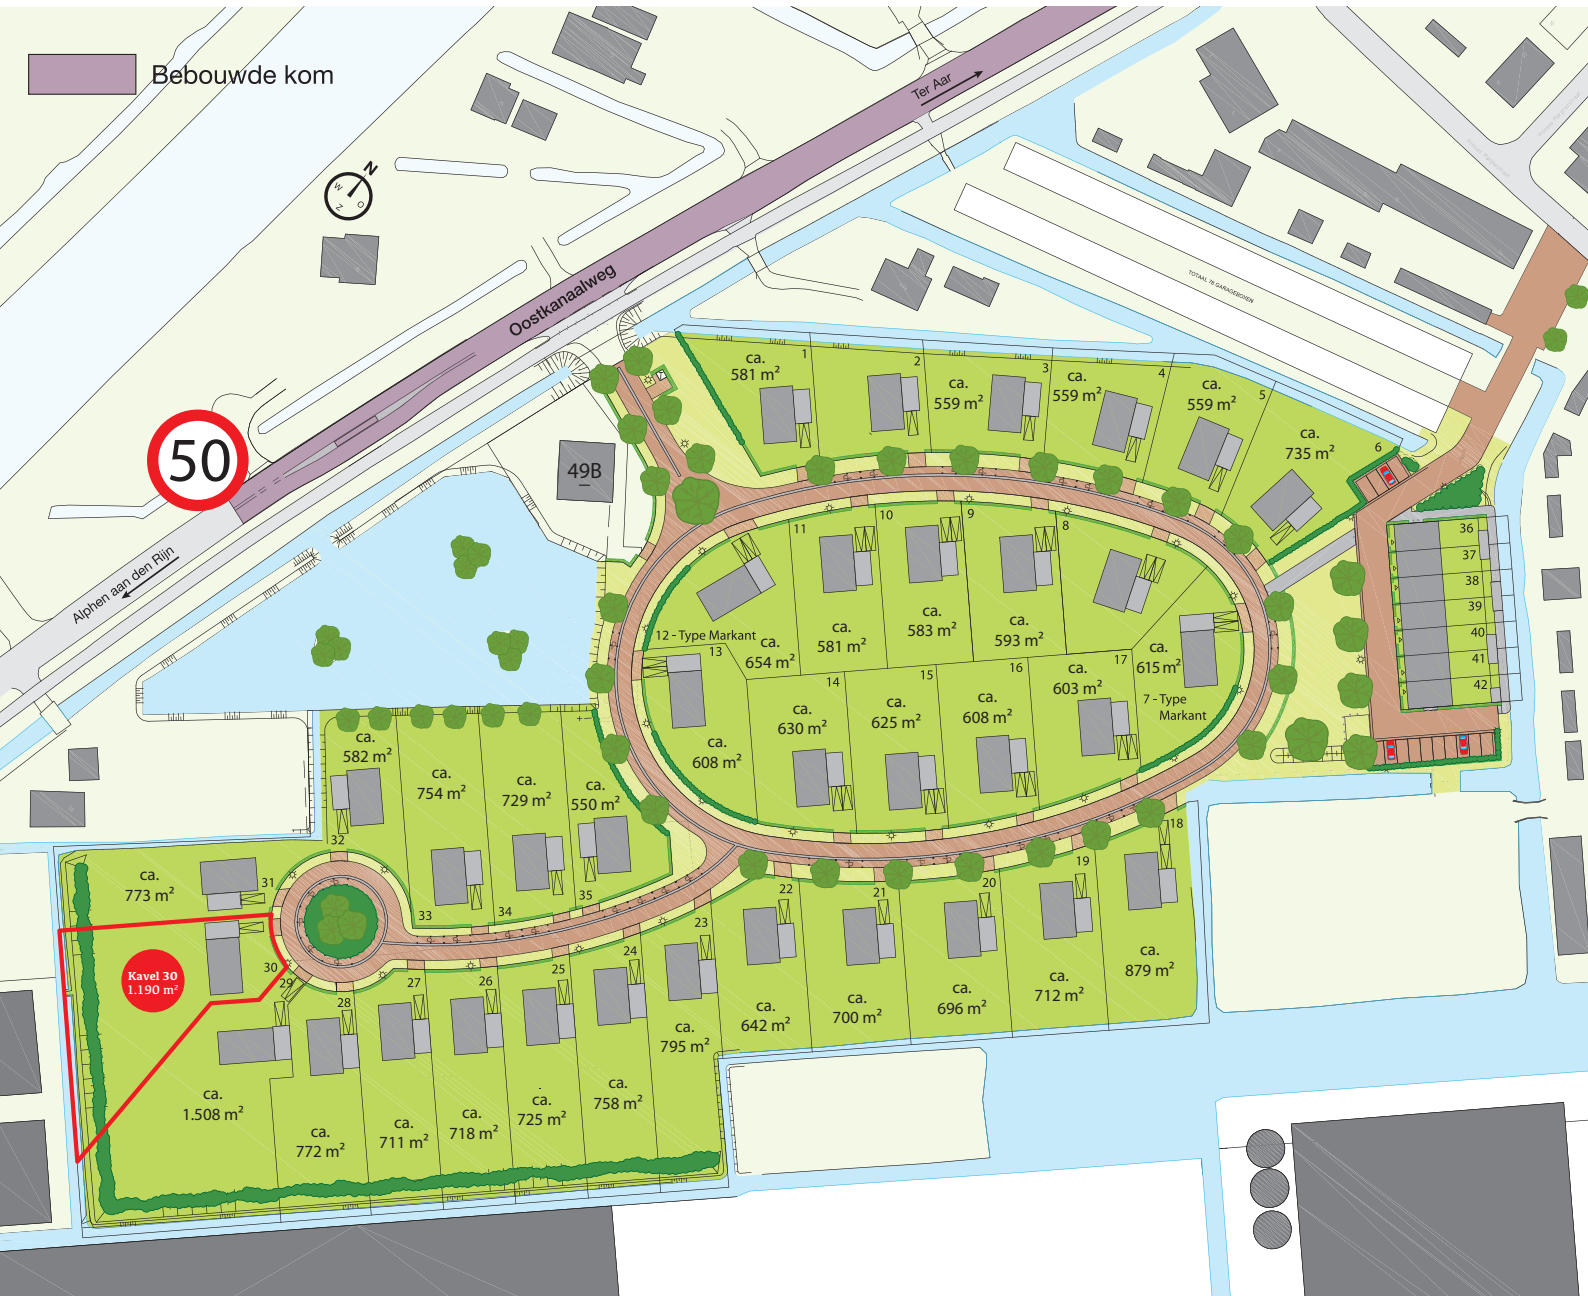 Bebouwde kom
Ter Aar
N
W
O
Z
Oostkanaalweg
TOTAAL 78 GARAGEBOXEN
50
49B
Alphen aan den Rijn
ca.
581 m²
1
2
ca.
559 m²
3
ca.
559 m²
4
ca.
559 m²
5
ca.
735 m²
6
11
10
9
8
12 - Type Markant
ca.
654 m²
ca.
581 m²
ca.
583 m²
ca.
593 m²
ca.
615 m²
7 - Type
Markant
13
ca.
608 m²
14
ca.
630 m²
15
ca.
625 m²
16
ca.
608 m²
17
ca.
603 m²
36
37
38
39
40
41
42
ca.
582 m²
32
ca.
754 m²
33
ca.
729 m²
34
ca.
550 m²
35
ca.
773 m²
31
30
Kavel 30
1.190 m²
29
ca.
1.508 m²
28
ca.
772 m²
27
ca.
711 m²
26
ca.
718 m²
25
ca.
725 m²
24
ca.
758 m²
23
ca.
795 m²
22
ca.
642 m²
21
ca.
700 m²
20
ca.
696 m²
19
ca.
712 m²
18
ca.
879 m²